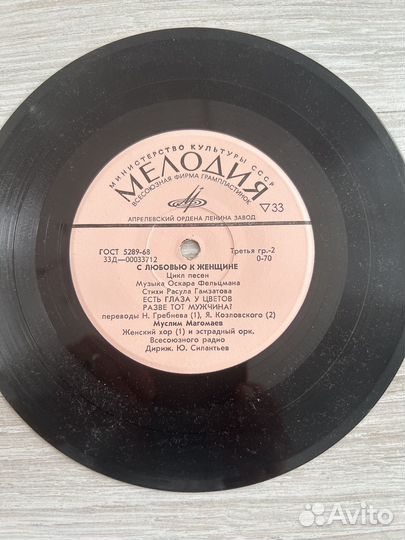 МИНИСТЕРСТВО КУЛЬТУРЫ СССР
МЕЛОДИЯ
ВСЕСОЮЗНАЯ ФИРМА ГРАМПЛАСТИНОК
АПРЕЛЕВСКИЙ ОРДЕНА ЛЕНИНА ЗАВОД
▽33
ГОСТ 5289-68 Третья гр.-2
33Д—00033712 0-70
С ЛЮБОВЬЮ К ЖЕНЩИНЕ
Цикл песен
Музыка Оскара Фельцмана
Стихи Расула Гамзатова
ЕСТЬ ГЛАЗА У ЦВЕТОВ
РАЗВЕ ТОТ МУЖЧИНА?
переводы Н. Гребнева (1), Я. Козловского (2)
Муслим Магомаев
Женский хор (1) и эстрадный орк.
Всесоюзного радио
Дириж. Ю. Силантьев
Avito